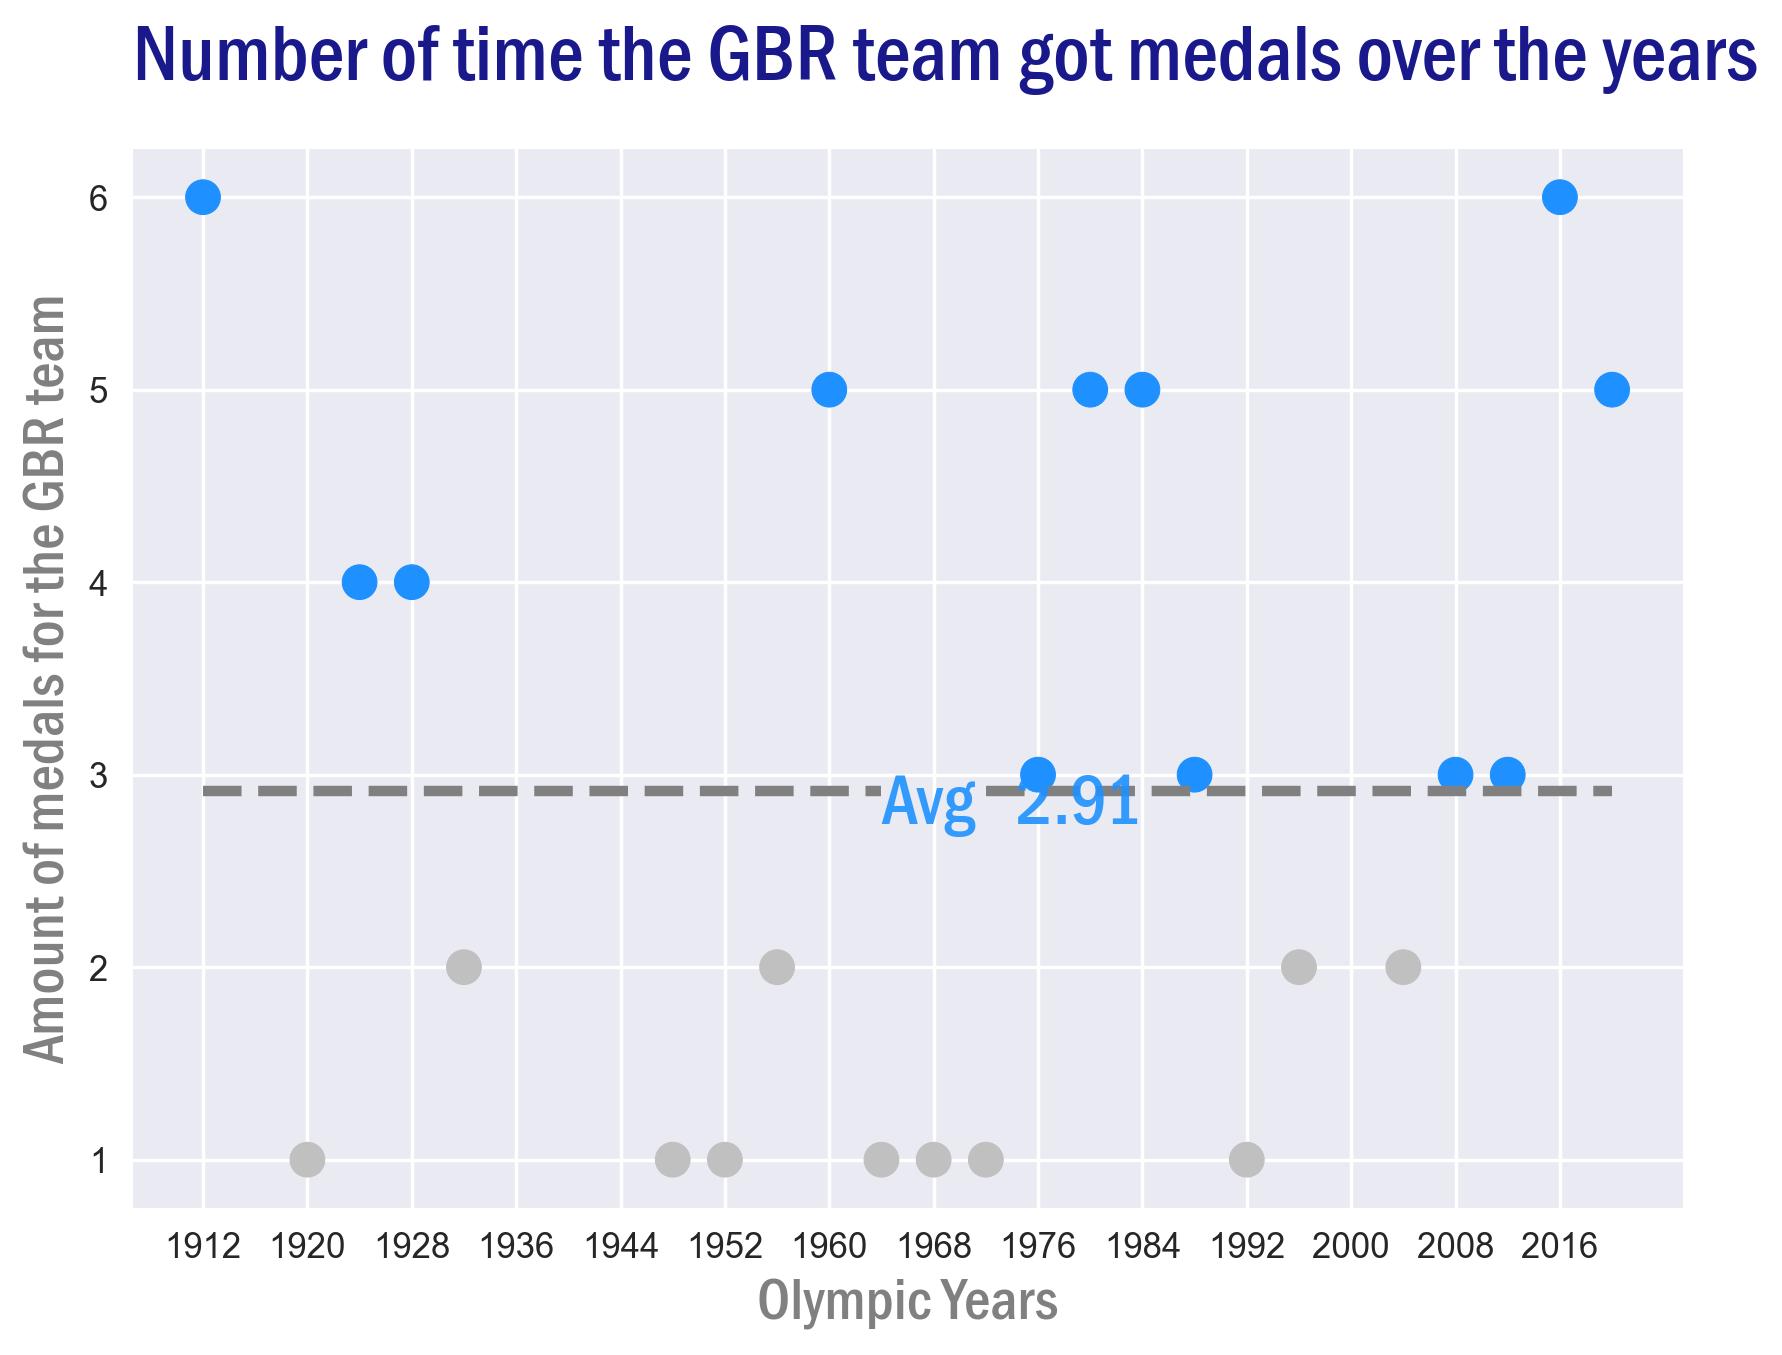 Number of time the GBR team got medals over the years
Amount of medals for the GBR team
6
5
4
3
2
1
Avg 2.91
1912 1920 1928 1936 1944 1952 1960 1968 1976 1984 1992 2000 2008 2016
Olympic Years